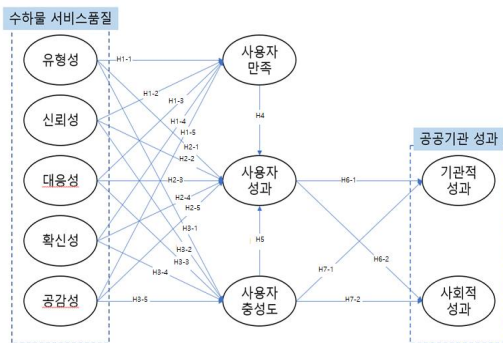 수하물 서비스품질
유형성
신뢰성
대응성
확신성
공감성
H1-1
H1-2
H1-3
H1-4
H1-5
H2-1
H2-2
H2-3
H2-4
H2-5
H3-1
H3-2
H3-3
H3-4
H3-5
사용자
만족
H4
사용자
성과
H5
사용자
충성도
H6-1
H6-2
H7-1
H7-2
공공기관 성과
기관적
성과
사회적
성과